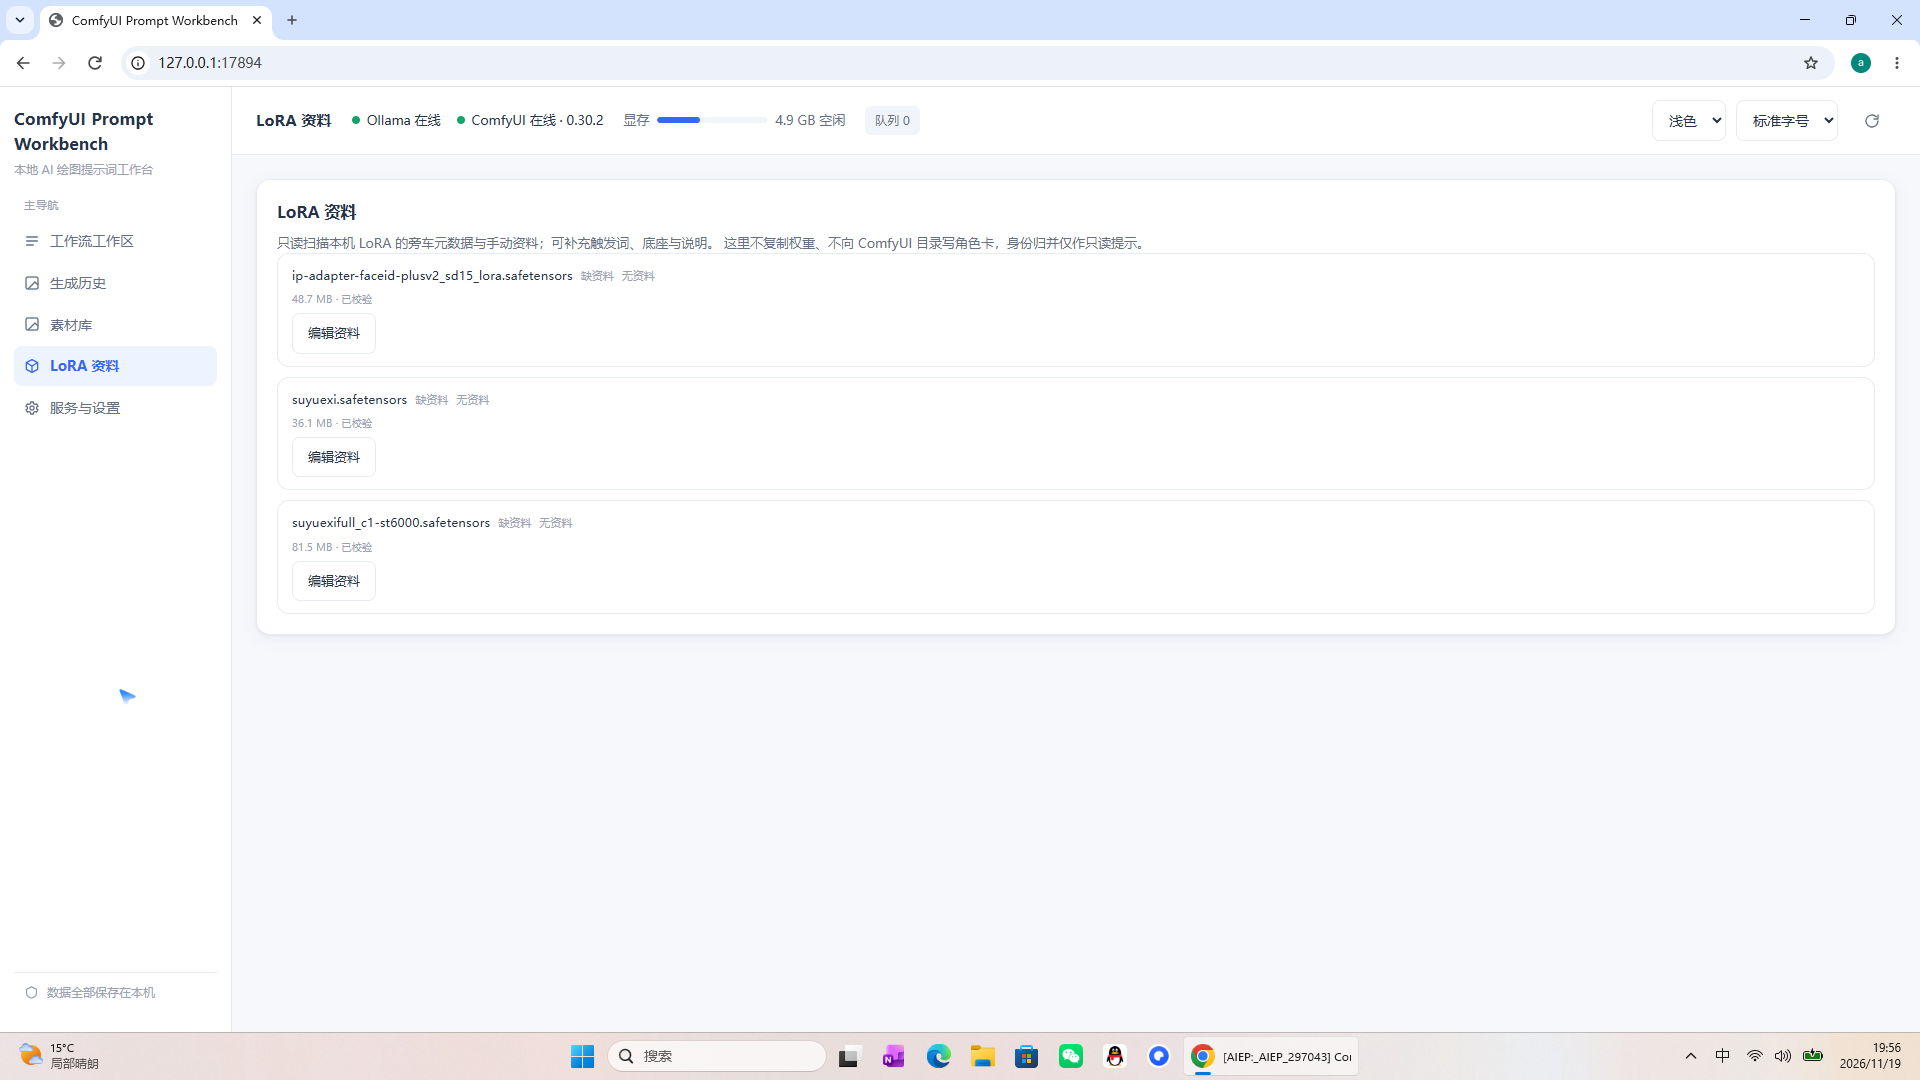 ComfyUI Prompt Workbench
127.0.0.1:17894
ComfyUI Prompt
Workbench
本地 AI 绘图提示词工作台
主导航
工作流工作区
生成历史
素材库
LoRA 资料
服务与设置
数据全部保存在本机
LoRA 资料 Ollama 在线 ComfyUI 在线 · 0.30.2 显存 4.9 GB 空闲 队列 0 浅色 标准字号
LoRA 资料
只读扫描本机 LoRA 的旁车元数据与手动资料；可补充触发词、底座与说明。 这里不复制权重、不向 ComfyUI 目录写角色卡，身份归并仅作只读提示。
ip-adapter-faceid-plusv2_sd15_lora.safetensors 缺资料 无资料
48.7 MB · 已校验
编辑资料
suyuexi.safetensors 缺资料 无资料
36.1 MB · 已校验
编辑资料
suyuexifull_c1-st6000.safetensors 缺资料 无资料
81.5 MB · 已校验
编辑资料
15°C
局部晴朗
搜索
[AIEP:_AIEP_297043] Co
中
19:56
2026/11/19